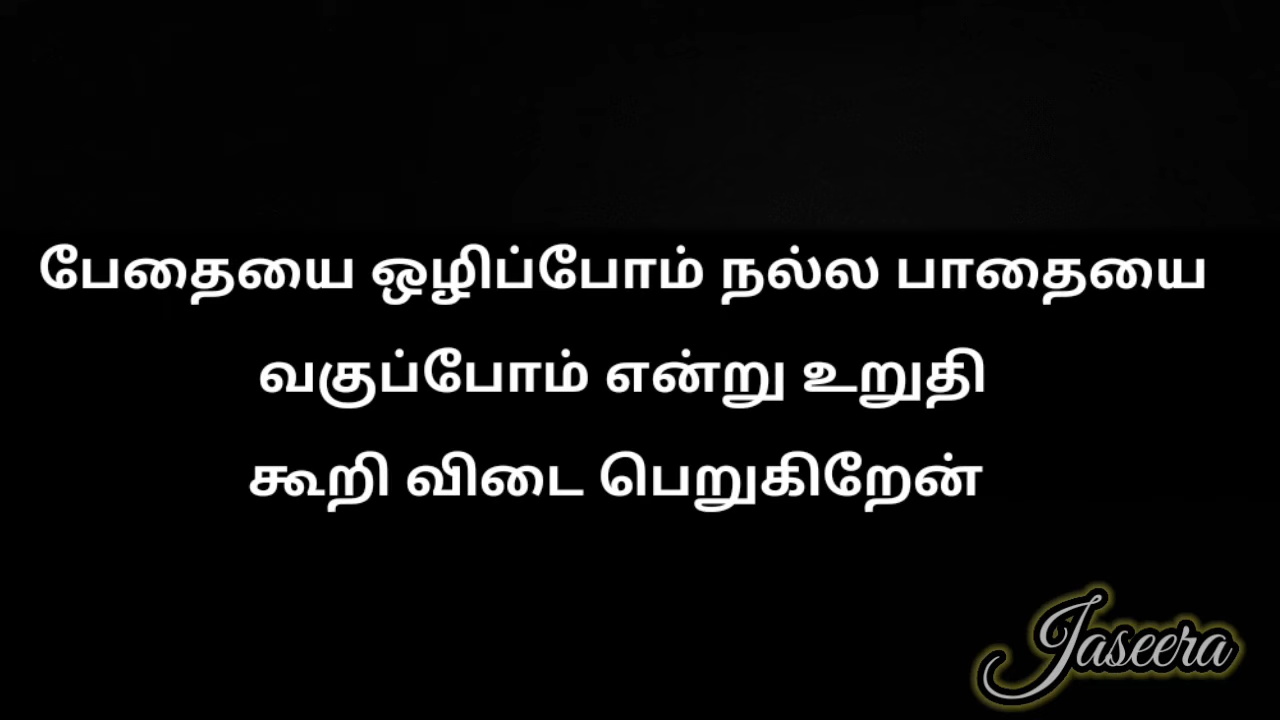 பேதையை ஒழிப்போம் நல்ல பாதையை
வகுப்போம் என்று உறுதி
கூறி விடை பெறுகிறேன்
Jaseera